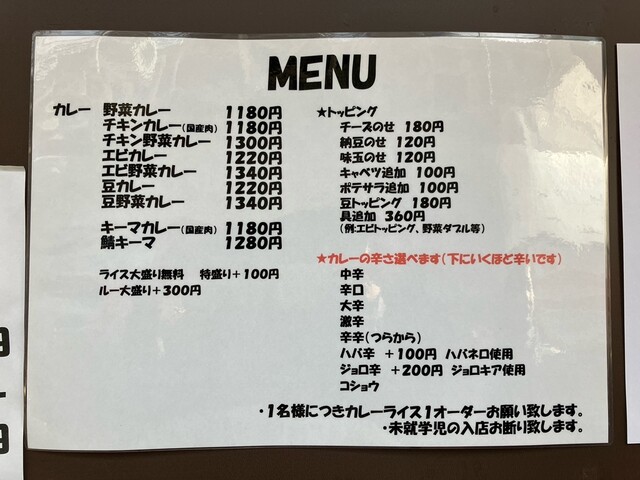 MENU
カレー 野菜カレー 1180円
チキンカレー(国産肉) 1180円
チキン野菜カレー 1300円
エビカレー 1220円
エビ野菜カレー 1340円
豆カレー 1220円
豆野菜カレー 1340円
キーマカレー(国産肉) 1180円
鯖キーマ 1280円
ライス大盛り無料 特盛り+100円
ルー大盛り+300円
★トッピング
チーズのせ 180円
納豆のせ 120円
味玉のせ 120円
キャベツ追加 100円
ポテサラ追加 100円
豆トッピング 180円
具追加 360円
(例:エビトッピング、野菜ダブル等)
★カレーの辛さ選べます(下にいくほど辛いです)
中辛
辛口
大辛
激辛
辛辛(つらから)
ハバ辛 +100円 ハバネロ使用
ジョロ辛 +200円 ジョロキア使用
コショウ
・1名様につきカレーライス1オーダーお願い致します。
・未就学児の入店お断り致します。